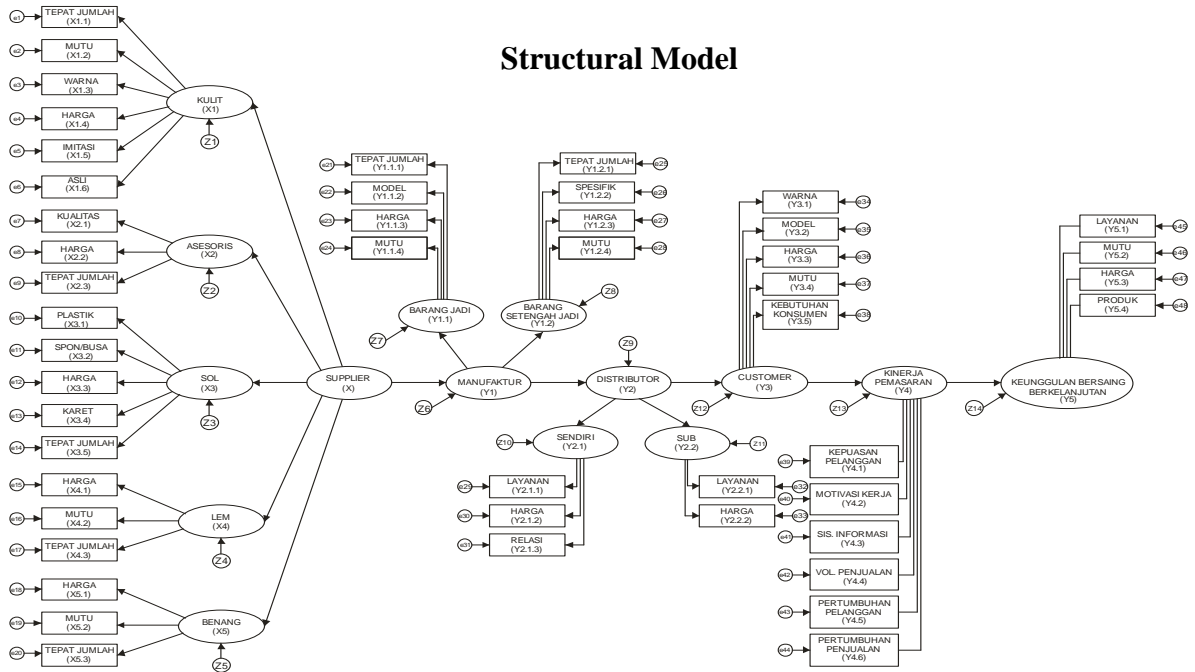 Structural Model
e1
TEPAT JUMLAH
(X1.1)
e2
MUTU
(X1.2)
e3
WARNA
(X1.3)
e4
HARGA
(X1.4)
e5
IMITASI
(X1.5)
e6
ASLI
(X1.6)
KULIT
(X1)
Z1
e7
KUALITAS
(X2.1)
e8
HARGA
(X2.2)
e9
TEPAT JUMLAH
(X2.3)
ASESORIS
(X2)
Z2
e10
PLASTIK
(X3.1)
e11
SPON/BUSA
(X3.2)
e12
HARGA
(X3.3)
e13
KARET
(X3.4)
e14
TEPAT JUMLAH
(X3.5)
SOL
(X3)
Z3
e15
HARGA
(X4.1)
e16
MUTU
(X4.2)
e17
TEPAT JUMLAH
(X4.3)
LEM
(X4)
Z4
e18
HARGA
(X5.1)
e19
MUTU
(X5.2)
e20
TEPAT JUMLAH
(X5.3)
BENANG
(X5)
Z5
SUPPLIER
(X)
e21
TEPAT JUMLAH
(Y1.1.1)
e22
MODEL
(Y1.1.2)
e23
HARGA
(Y1.1.3)
e24
MUTU
(Y1.1.4)
BARANG JADI
(Y1.1)
Z7
TEPAT JUMLAH
(Y1.2.1)
e25
SPESIFIK
(Y1.2.2)
e26
HARGA
(Y1.2.3)
e27
MUTU
(Y1.2.4)
e28
BARANG
SETENGAH JADI
(Y1.2)
Z8
MANUFAKTUR
(Y1)
Z6
Z9
DISTRIBUTOR
(Y2)
Z10
SENDIRI
(Y2.1)
e29
LAYANAN
(Y2.1.1)
e30
HARGA
(Y2.1.2)
e31
RELASI
(Y2.1.3)
SUB
(Y2.2)
Z11
LAYANAN
(Y2.2.1)
e32
HARGA
(Y2.2.2)
e33
WARNA
(Y3.1)
e34
MODEL
(Y3.2)
e35
HARGA
(Y3.3)
e36
MUTU
(Y3.4)
e37
KEBUTUHAN
KONSUMEN
(Y3.5)
e38
CUSTOMER
(Y3)
Z12
KINERJA
PEMASARAN
(Y4)
Z13
e39
KEPUASAN
PELANGGAN
(Y4.1)
e40
MOTIVASI KERJA
(Y4.2)
e41
SIS. INFORMASI
(Y4.3)
e42
VOL. PENJUALAN
(Y4.4)
e43
PERTUMBUHAN
PELANGGAN
(Y4.5)
e44
PERTUMBUHAN
PENJUALAN
(Y4.6)
LAYANAN
(Y5.1)
e45
MUTU
(Y5.2)
e46
HARGA
(Y5.3)
e47
PRODUK
(Y5.4)
e48
KEUNGGULAN BERSAING
BERKELANJUTAN
(Y5)
Z14